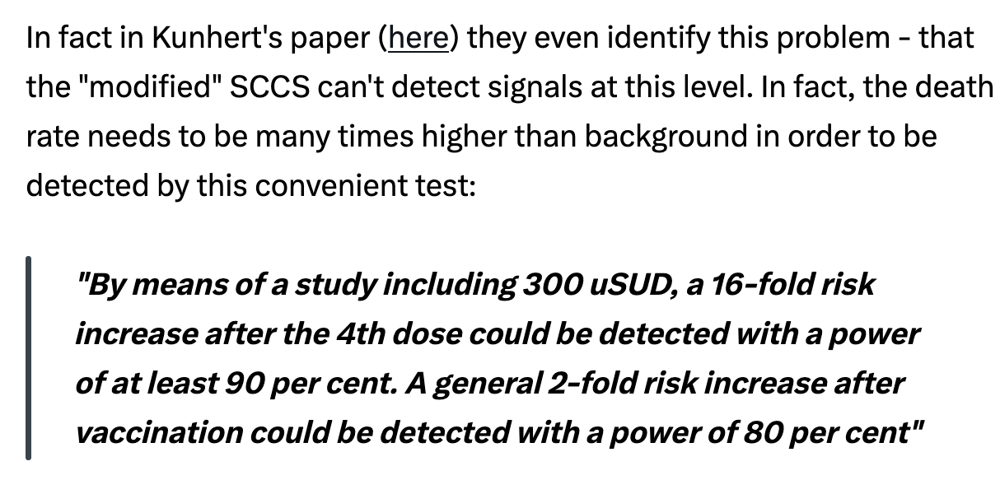 In fact in Kunhert's paper (here) they even identify this problem - that
the "modified" SCCS can't detect signals at this level. In fact, the death
rate needs to be many times higher than background in order to be
detected by this convenient test:
"By means of a study including 300 uSUD, a 16-fold risk
increase after the 4th dose could be detected with a power
of at least 90 per cent. A general 2-fold risk increase after
vaccination could be detected with a power of 80 per cent"